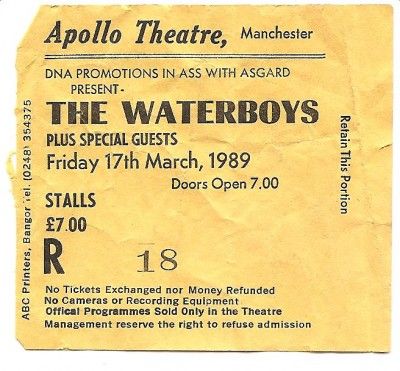 Apollo Theatre, Manchester
DNA PROMOTIONS IN ASS WITH ASGARD
PRESENT-
THE WATERBOYS
PLUS SPECIAL GUESTS
Friday 17th March, 1989
Doors Open 7.00
STALLS
£7.00
R 18
No Tickets Exchanged nor Money Refunded
No Cameras or Recording Equipment
Offical Programmes Sold Only in the Theatre
Management reserve the right to refuse admission
ABC Printers, Bangor Tel. (0248) 354375
Retain This Portion